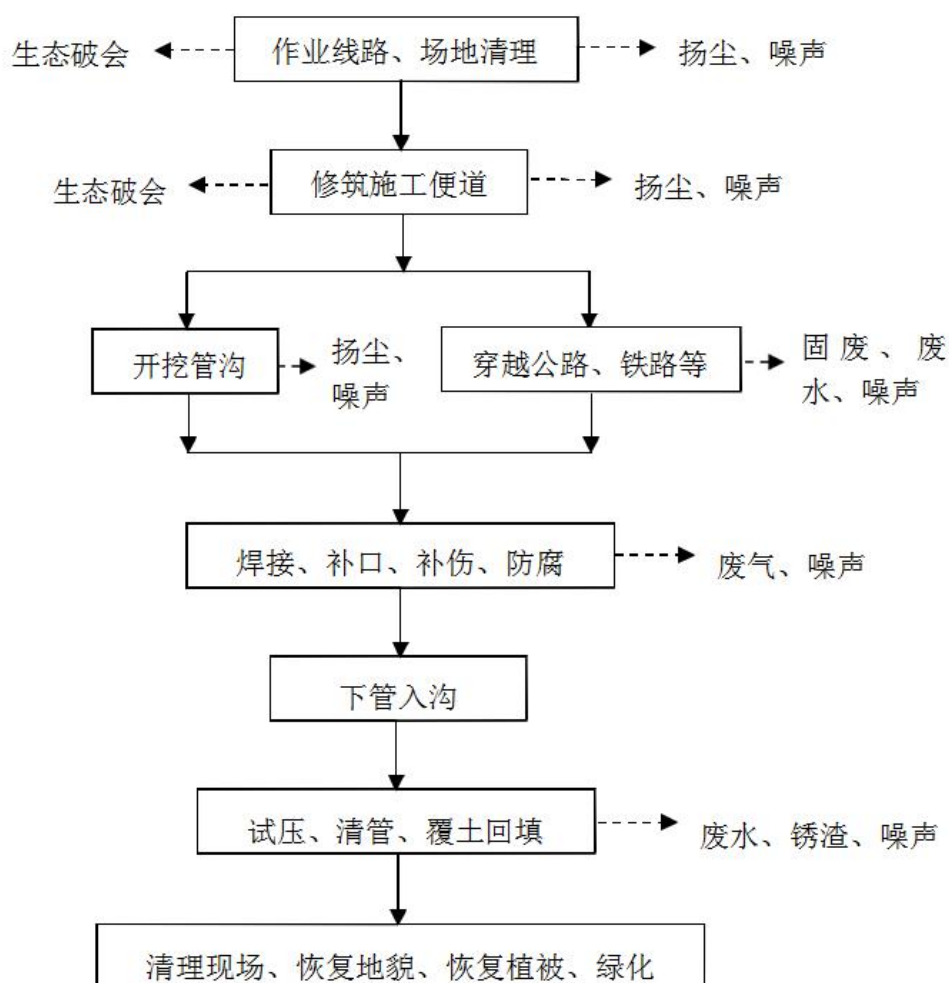 生态破会
作业线路、场地清理
扬尘、噪声
生态破会
修筑施工便道
扬尘、噪声
开挖管沟
扬尘、
噪声
穿越公路、铁路等
固废、废
水、噪声
焊接、补口、补伤、防腐
废气、噪声
下管入沟
试压、清管、覆土回填
废水、锈渣、噪声
清理现场、恢复地貌、恢复植被、绿化